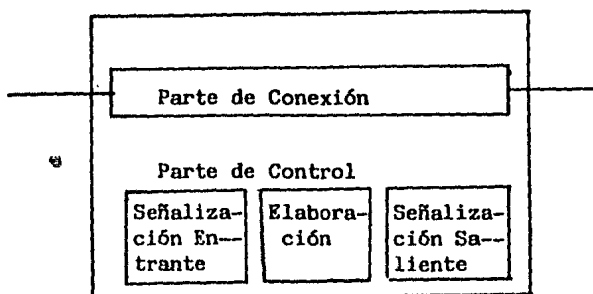 Parte de Conexión
Parte de Control
Señaliza-
ción En--
trante
Elabora-
ción
Señaliza-
ción Sa--
liente